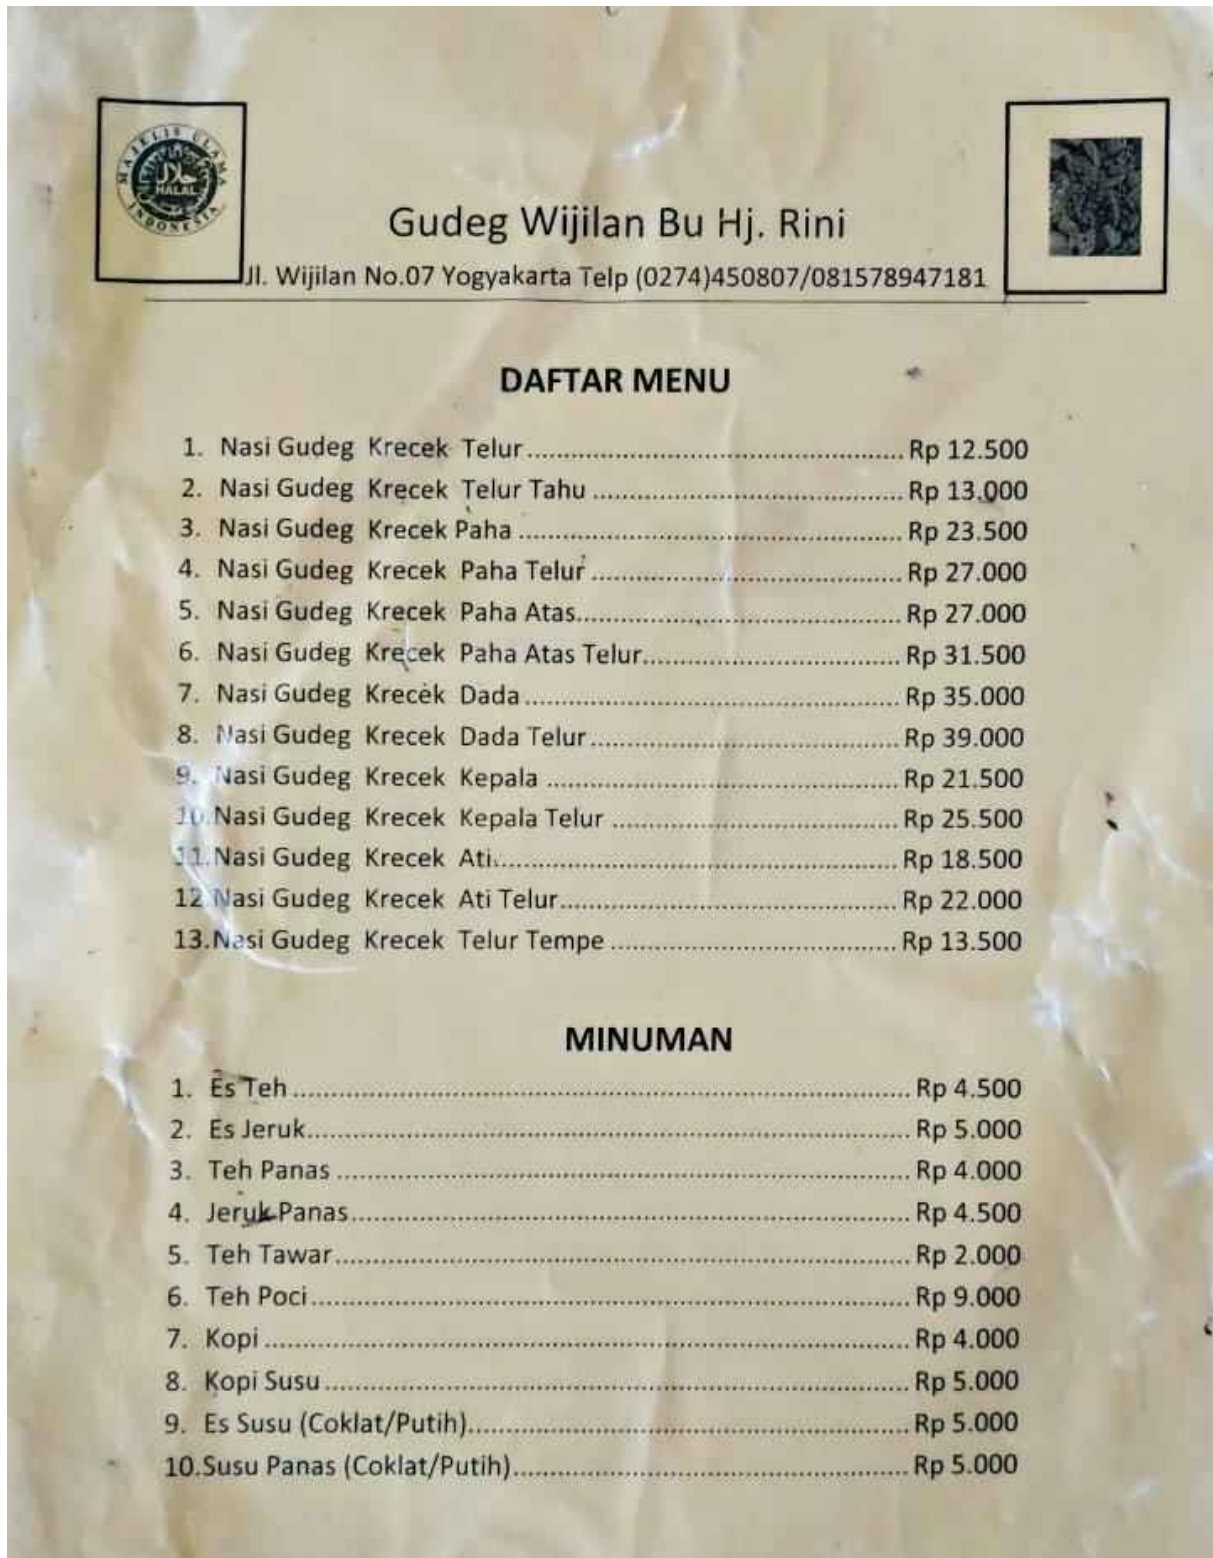 MAJELIS ULAMA
حلال
HALAL
INDONESIA
Gudeg Wijilan Bu Hj. Rini
Jl. Wijilan No.07 Yogyakarta Telp (0274)450807/081578947181
DAFTAR MENU
1. Nasi Gudeg Krecek Telur Rp 12.500
2. Nasi Gudeg Krecek Telur Tahu Rp 13.000
3. Nasi Gudeg Krecek Paha Rp 23.500
4. Nasi Gudeg Krecek Paha Telur Rp 27.000
5. Nasi Gudeg Krecek Paha Atas Rp 27.000
6. Nasi Gudeg Krecek Paha Atas Telur Rp 31.500
7. Nasi Gudeg Krecek Dada Rp 35.000
8. Nasi Gudeg Krecek Dada Telur Rp 39.000
9. Nasi Gudeg Krecek Kepala Rp 21.500
10. Nasi Gudeg Krecek Kepala Telur Rp 25.500
11. Nasi Gudeg Krecek Ati Rp 18.500
12 Nasi Gudeg Krecek Ati Telur Rp 22.000
13. Nasi Gudeg Krecek Telur Tempe Rp 13.500
MINUMAN
1. Es Teh Rp 4.500
2. Es Jeruk Rp 5.000
3. Teh Panas Rp 4.000
4. Jeruk Panas Rp 4.500
5. Teh Tawar Rp 2.000
6. Teh Poci Rp 9.000
7. Kopi Rp 4.000
8. Kopi Susu Rp 5.000
9. Es Susu (Coklat/Putih) Rp 5.000
10. Susu Panas (Coklat/Putih) Rp 5.000